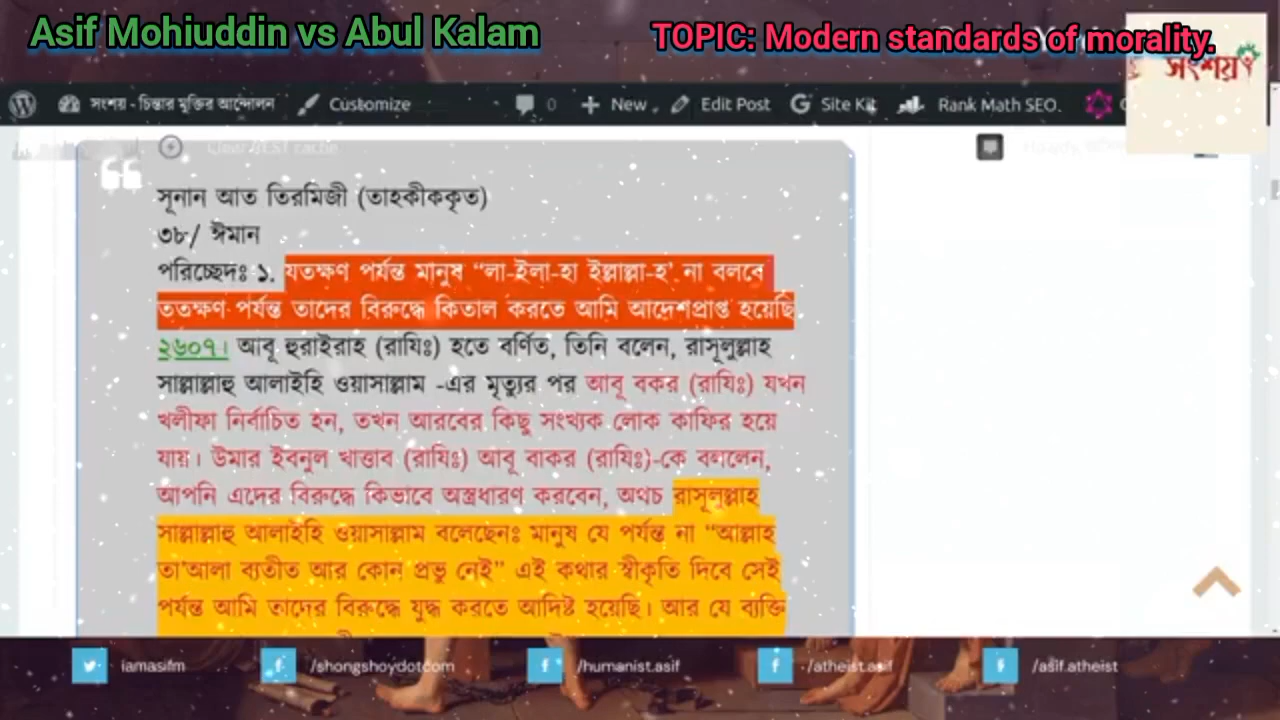 Asif Mohiuddin vs Abul Kalam
TOPIC: Modern standards of morality.
সংশয়
সংশয় - চিন্তার মুক্তির আন্দোলন Customize 0 New Edit Post Site Kit Rank Math SEO
Clear REST cache
সূনান আত তিরমিজী (তাহকীককৃত)
৩৮/ ঈমান
পরিচ্ছেদঃ ১. যতক্ষণ পর্যন্ত মানুষ “লা-ইলা-হা ইল্লাল্লা-হ’ না বলবে
ততক্ষণ পর্যন্ত তাদের বিরুদ্ধে কিতাল করতে আমি আদেশপ্রাপ্ত হয়েছি
২৬০৭। আবূ হুরাইরাহ (রাযিঃ) হতে বর্ণিত, তিনি বলেন, রাসূলুল্লাহ
সাল্লাল্লাহু আলাইহি ওয়াসাল্লাম -এর মৃত্যুর পর আবূ বকর (রাযিঃ) যখন
খলীফা নির্বাচিত হন, তখন আরবের কিছু সংখ্যক লোক কাফির হয়ে
যায়। উমার ইবনুল খাত্তাব (রাযিঃ) আবূ বাকর (রাযিঃ)-কে বললেন,
আপনি এদের বিরুদ্ধে কিভাবে অস্ত্রধারণ করবেন, অথচ রাসূলুল্লাহ
সাল্লাল্লাহু আলাইহি ওয়াসাল্লাম বলেছেনঃ মানুষ যে পর্যন্ত না “আল্লাহ
তা’আলা ব্যতীত আর কোন প্রভু নেই” এই কথার স্বীকৃতি দিবে সেই
পর্যন্ত আমি তাদের বিরুদ্ধে যুদ্ধ করতে আদিষ্ট হয়েছি। আর যে ব্যক্তি
iamasifm /shongshoydotcom /humanist.asif /atheist.asif /asif.atheist